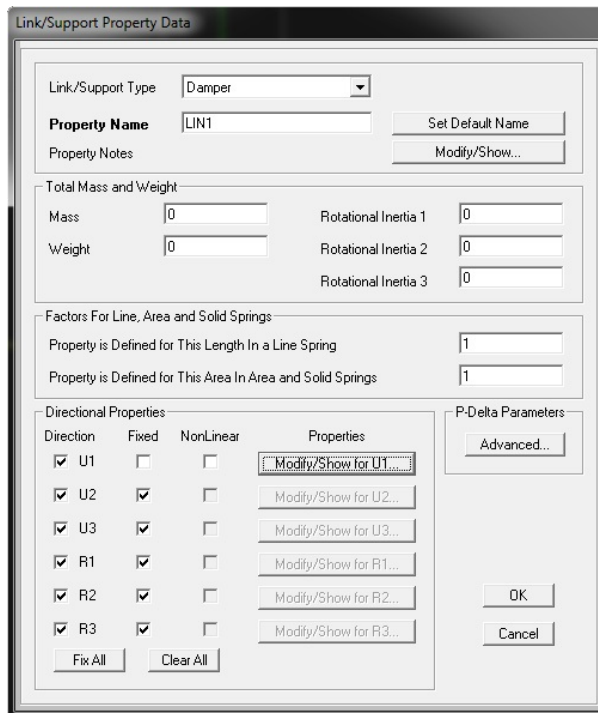 Link/Support Property Data
Link/Support Type Damper
Property Name LIN1 Set Default Name
Property Notes Modify/Show...
Total Mass and Weight
Mass 0 Rotational Inertia 1 0
Weight 0 Rotational Inertia 2 0
Rotational Inertia 3 0
Factors For Line, Area and Solid Springs
Property is Defined for This Length In a Line Spring 1
Property is Defined for This Area In Area and Solid Springs 1
Directional Properties P-Delta Parameters
Direction Fixed NonLinear Properties Advanced...
U1 Modify/Show for U1...
U2 Modify/Show for U2...
U3 Modify/Show for U3...
R1 Modify/Show for R1...
R2 Modify/Show for R2... OK
R3 Modify/Show for R3... Cancel
Fix All Clear All